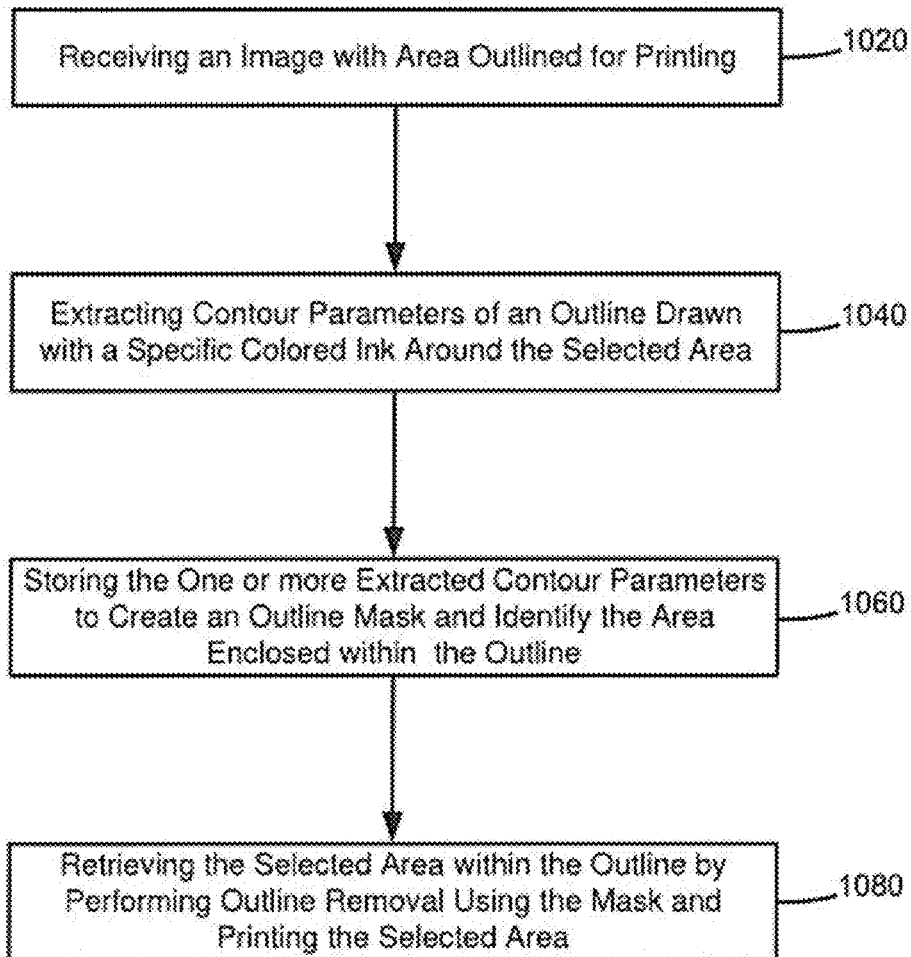 Receiving an Image with Area Outlined for Printing
1020
Extracting Contour Parameters of an Outline Drawn
with a Specific Colored Ink Around the Selected Area
1040
Storing the One or more Extracted Contour Parameters
to Create an Outline Mask and Identify the Area
Enclosed within the Outline
1060
Retrieving the Selected Area within the Outline by
Performing Outline Removal Using the Mask and
Printing the Selected Area
1080